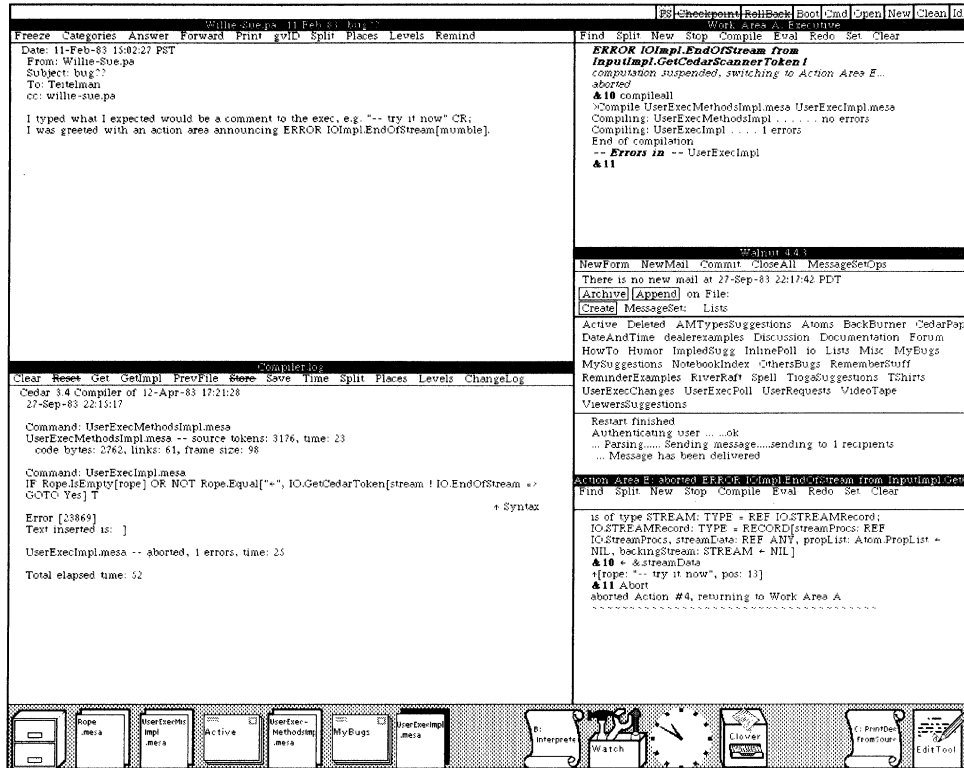 PS Checkpoint RollBack Boot Cmd Open New Clean Id
Willie-Sue.pa 11 Feb 83 bug??
Freeze Categories Answer Forward Print gvID Split Places Levels Remind
Date: 11-Feb-83 15:02:27 PST
From: Willie-Sue.pa
Subject: bug??
To: Teitelman
cc: willie-sue.pa
I typed what I expected would be a comment to the exec, e.g. "-- try it now" CR;
I was greeted with an action area announcing ERROR IOImpl.EndOfStream[mumble].
Work Area A: Executive
Find Split New Stop Compile Eval Redo Set Clear
ERROR IOImpl.EndOfStream from
InputImpl.GetCedarScannerToken!
computation suspended, switching to Action Area E...
aborted
&10 compileall
>Compile UserExecMethodsImpl.mesa UserExecImpl.mesa
Compiling: UserExecMethodsImpl . . . . . . no errors
Compiling: UserExecImpl . . . . 1 errors
End of compilation
-- Errors in -- UserExecImpl
&11
Walnut 4.4.3
NewForm NewMail Commit CloseAll MessageSetOps
There is no new mail at 27-Sep-83 22:17:42 PDT
Archive Append on File:
Create MessageSet: Lists
Active Deleted AMTypesSuggestions Atoms BackBurner CedarPap
DateAndTime dealerexamples Discussion Documentation Forum
HowTo Humor ImpledSugg InlinePoll io Lists Misc MyBugs
MySuggestions NotebookIndex OthersBugs RememberStuff
ReminderExamples RiverRaft Spell TiogaSuggestions TShirts
UserExecChanges UserExecPoll UserRequests VideoTape
ViewersSuggestions
Restart finished
Authenticating user ... ...ok
... Parsing..... Sending message.....sending to 1 recipients
... Message has been delivered
Compiler.log
Clear Reset Get GetImpl PrevFile Store Save Time Split Places Levels ChangeLog
Cedar 3.4 Compiler of 12-Apr-83 17:21:28
27-Sep-83 22:15:17
Command: UserExecMethodsImpl.mesa
UserExecMethodsImpl.mesa -- source tokens: 3176, time: 23
code bytes: 2762, links: 61, frame size: 98
Command: UserExecImpl.mesa
IF Rope.IsEmpty[rope] OR NOT Rope.Equal["←", IO.GetCedarToken[stream ! IO.EndOfStream =>
GOTO Yes] T
↑ Syntax
Error [23869]
Text inserted is: ]
UserExecImpl.mesa -- aborted, 1 errors, time: 25
Total elapsed time: 52
Action Area E: aborted ERROR IOImpl.EndOfStream from InputImpl.Get
Find Split New Stop Compile Eval Redo Set Clear
is of type STREAM: TYPE = REF IO.STREAMRecord;
IO.STREAMRecord: TYPE = RECORD[streamProcs: REF
IO.StreamProcs, streamData: REF ANY, propList: Atom.PropList ←
NIL, backingStream: STREAM ← NIL]
&10 ← &streamData
↑[rope: "-- try it now", pos: 13]
&11 Abort
aborted Action #4, returning to Work Area A
~~~~~~~~~~~~~~~~~~~~~~~~~~~~~~~~~~~~
Rope
.mesa
UserExecMis
Impl
.mesa
Active
UserExec-
MethodsImp
.mesa
MyBugs
UserExecImpl
.mesa
B:
Interprete
Watch
Clover
C: PrintDev
fromSour
EditTool